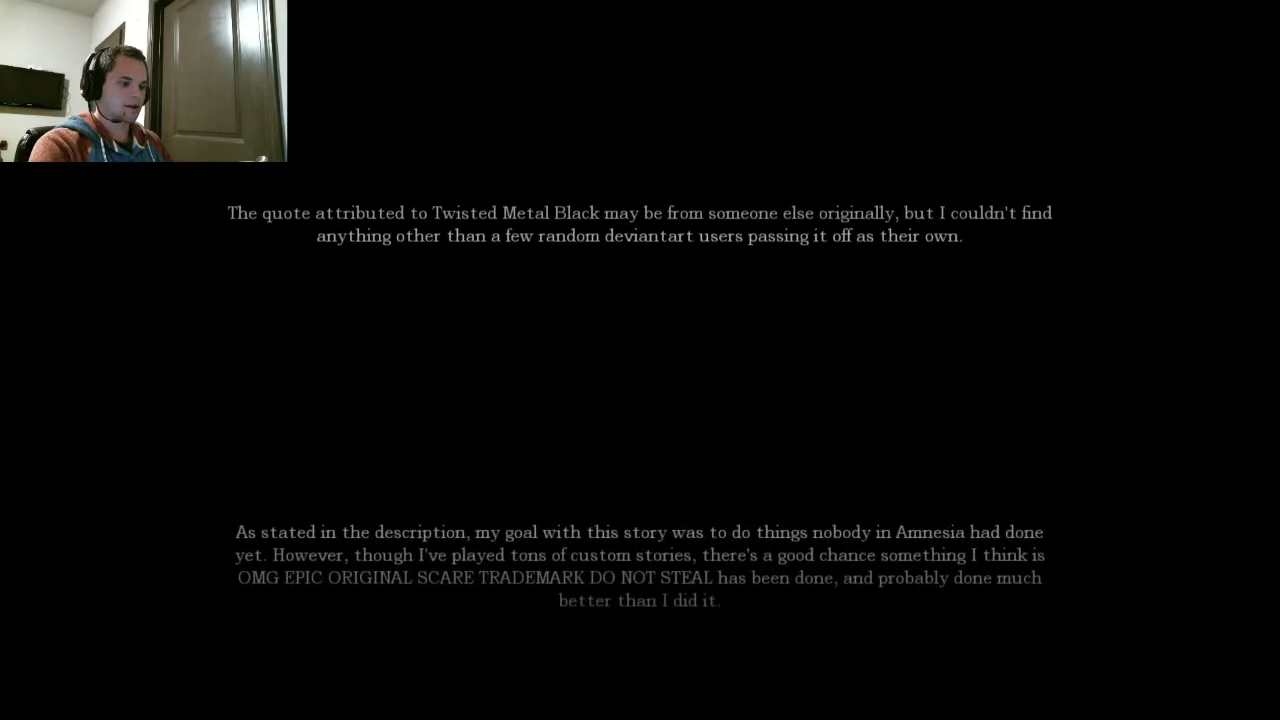 The quote attributed to Twisted Metal Black may be from someone else originally, but I couldn't find
anything other than a few random deviantart users passing it off as their own.
As stated in the description, my goal with this story was to do things nobody in Amnesia had done
yet. However, though I've played tons of custom stories, there's a good chance something I think is
OMG EPIC ORIGINAL SCARE TRADEMARK DO NOT STEAL has been done, and probably done much
better than I did it.